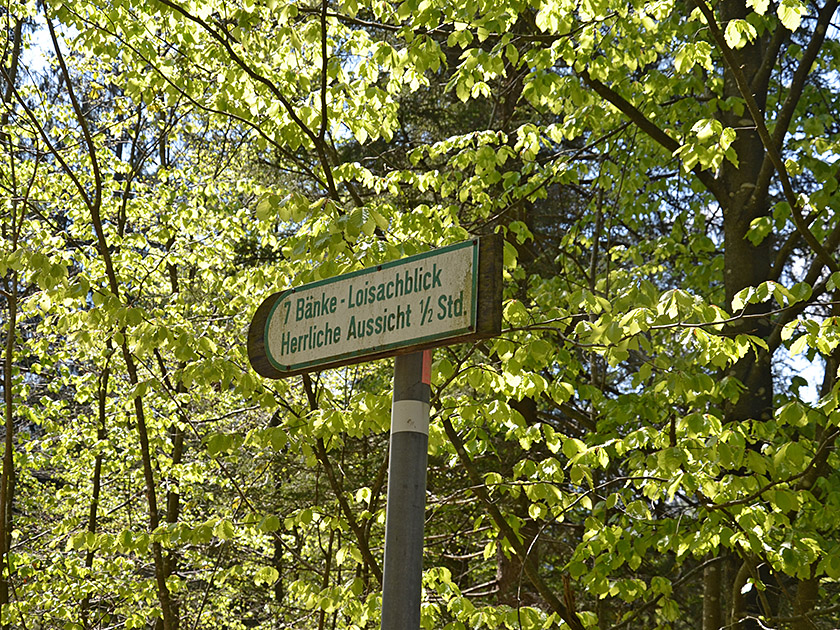 7 Bänke - Loisachblick
Herrliche Aussicht ½ Std.